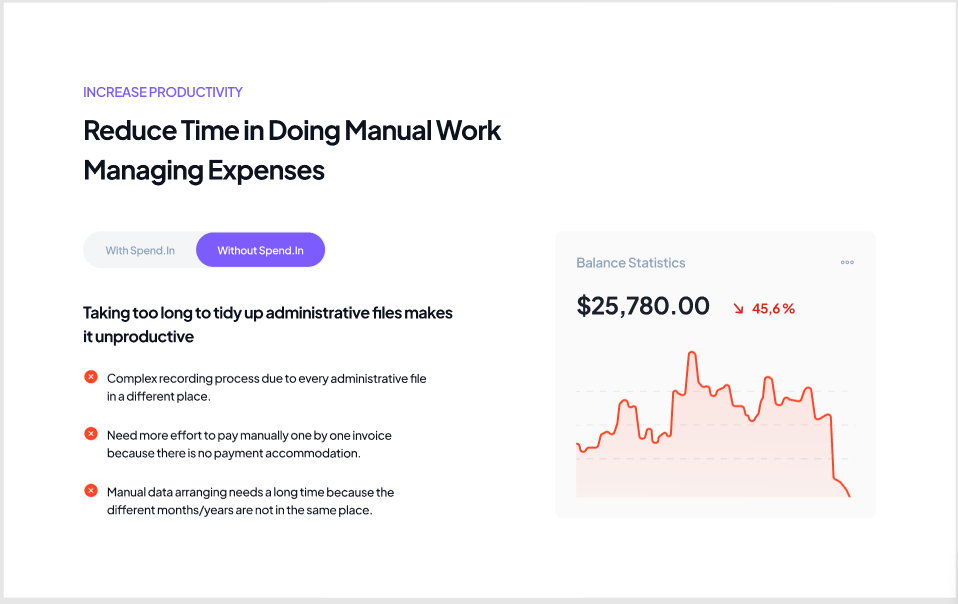 INCREASE PRODUCTIVITY
Reduce Time in Doing Manual Work
Managing Expenses
With Spend.In
Without Spend.In
Taking too long to tidy up administrative files makes
it unproductive
Complex recording process due to every administrative file
in a different place.
Need more effort to pay manually one by one invoice
because there is no payment accommodation.
Manual data arranging needs a long time because the
different months/years are not in the same place.
Balance Statistics
$25,780.00
45,6 %